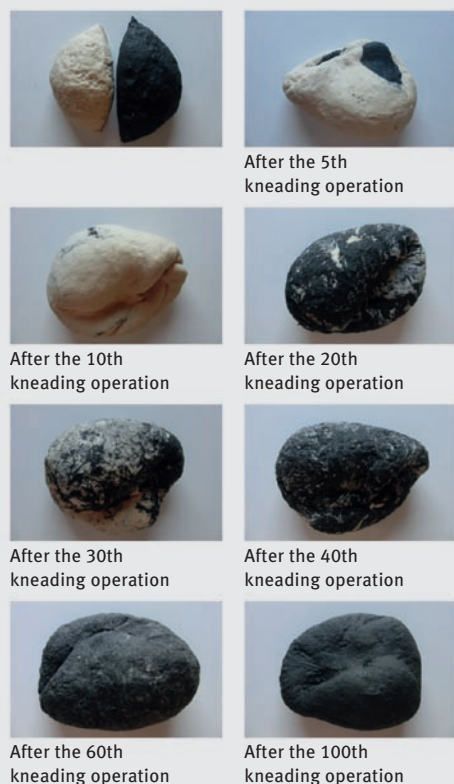 After the 5th
kneading operation
After the 10th
kneading operation
After the 20th
kneading operation
After the 30th
kneading operation
After the 40th
kneading operation
After the 60th
kneading operation
After the 100th
kneading operation